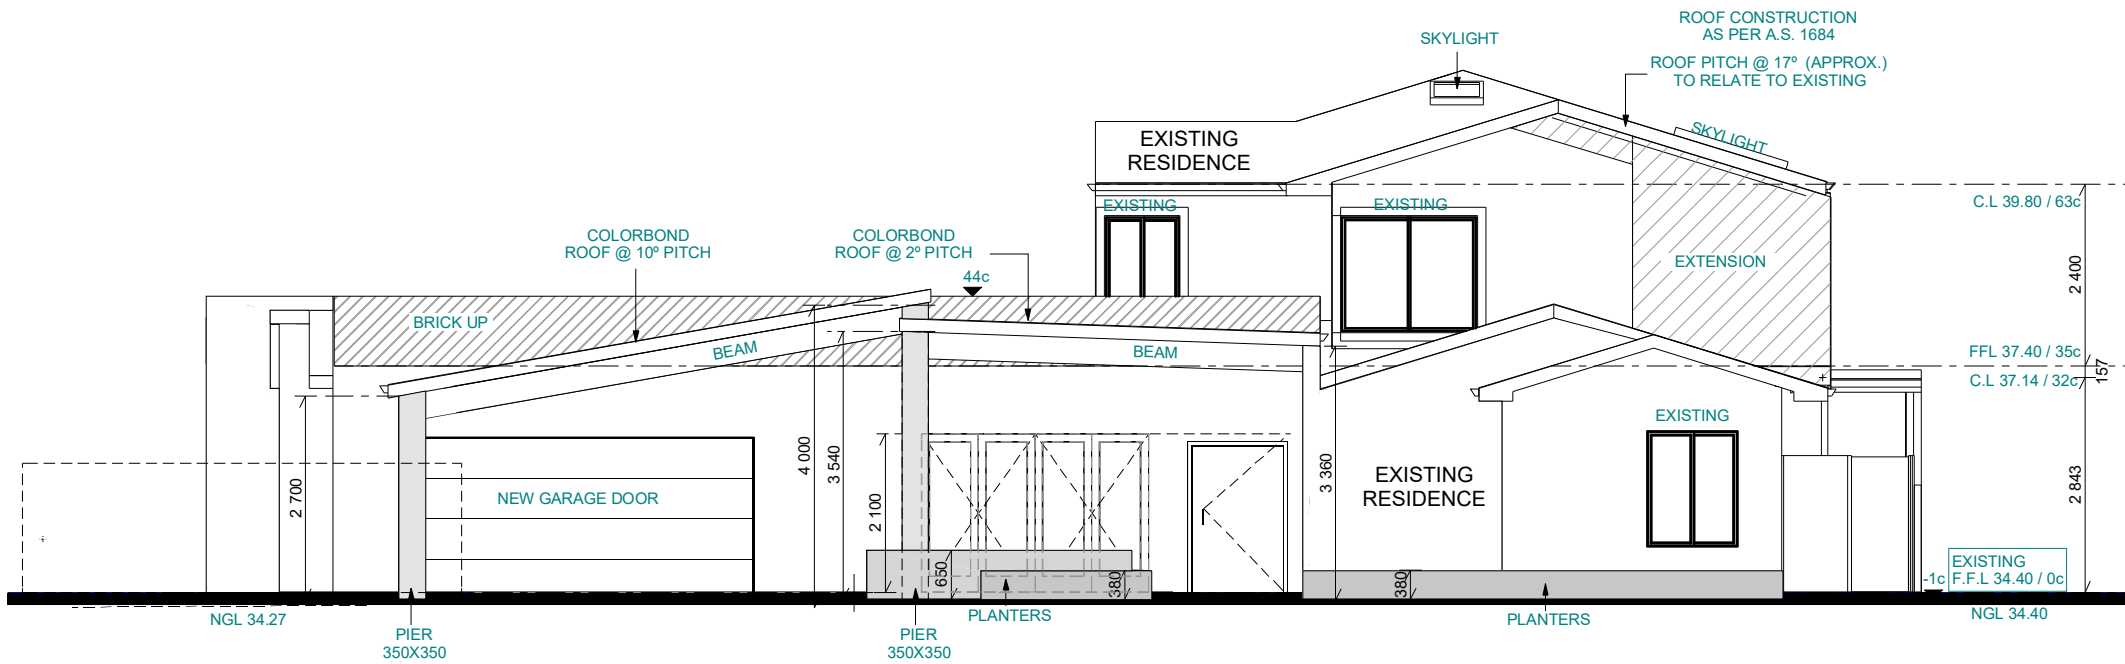 ROOF CONSTRUCTION
AS PER A.S. 1684
SKYLIGHT
ROOF PITCH @ 17º (APPROX.)
TO RELATE TO EXISTING
SKYLIGHT
EXISTING
RESIDENCE
C.L 39.80 / 63c
EXISTING
EXISTING
COLORBOND
ROOF @ 10º PITCH
COLORBOND
ROOF @ 2º PITCH
EXTENSION
44c
2 400
BRICK UP
BEAM
BEAM
FFL 37.40 / 35c
157
C.L 37.14 / 32c
EXISTING
4 000
3 540
3 360
EXISTING
RESIDENCE
2 700
NEW GARAGE DOOR
2 100
2 843
650
380
380
EXISTING
-1c
F.F.L 34.40 / 0c
NGL 34.27
PLANTERS
PLANTERS
NGL 34.40
PIER
350X350
PIER
350X350